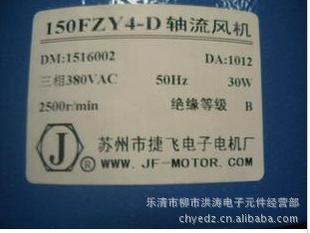 150FZY4-D 轴流风机
DM:1516002 DA:1012
三相380VAC 50Hz 30W
2500r/min 绝缘等级 B
J ® 苏州市捷飞电子电机厂
WWW.JF-MOTOR.COM
乐清市柳市洪涛电子元件经营部
chyedz.1688.com